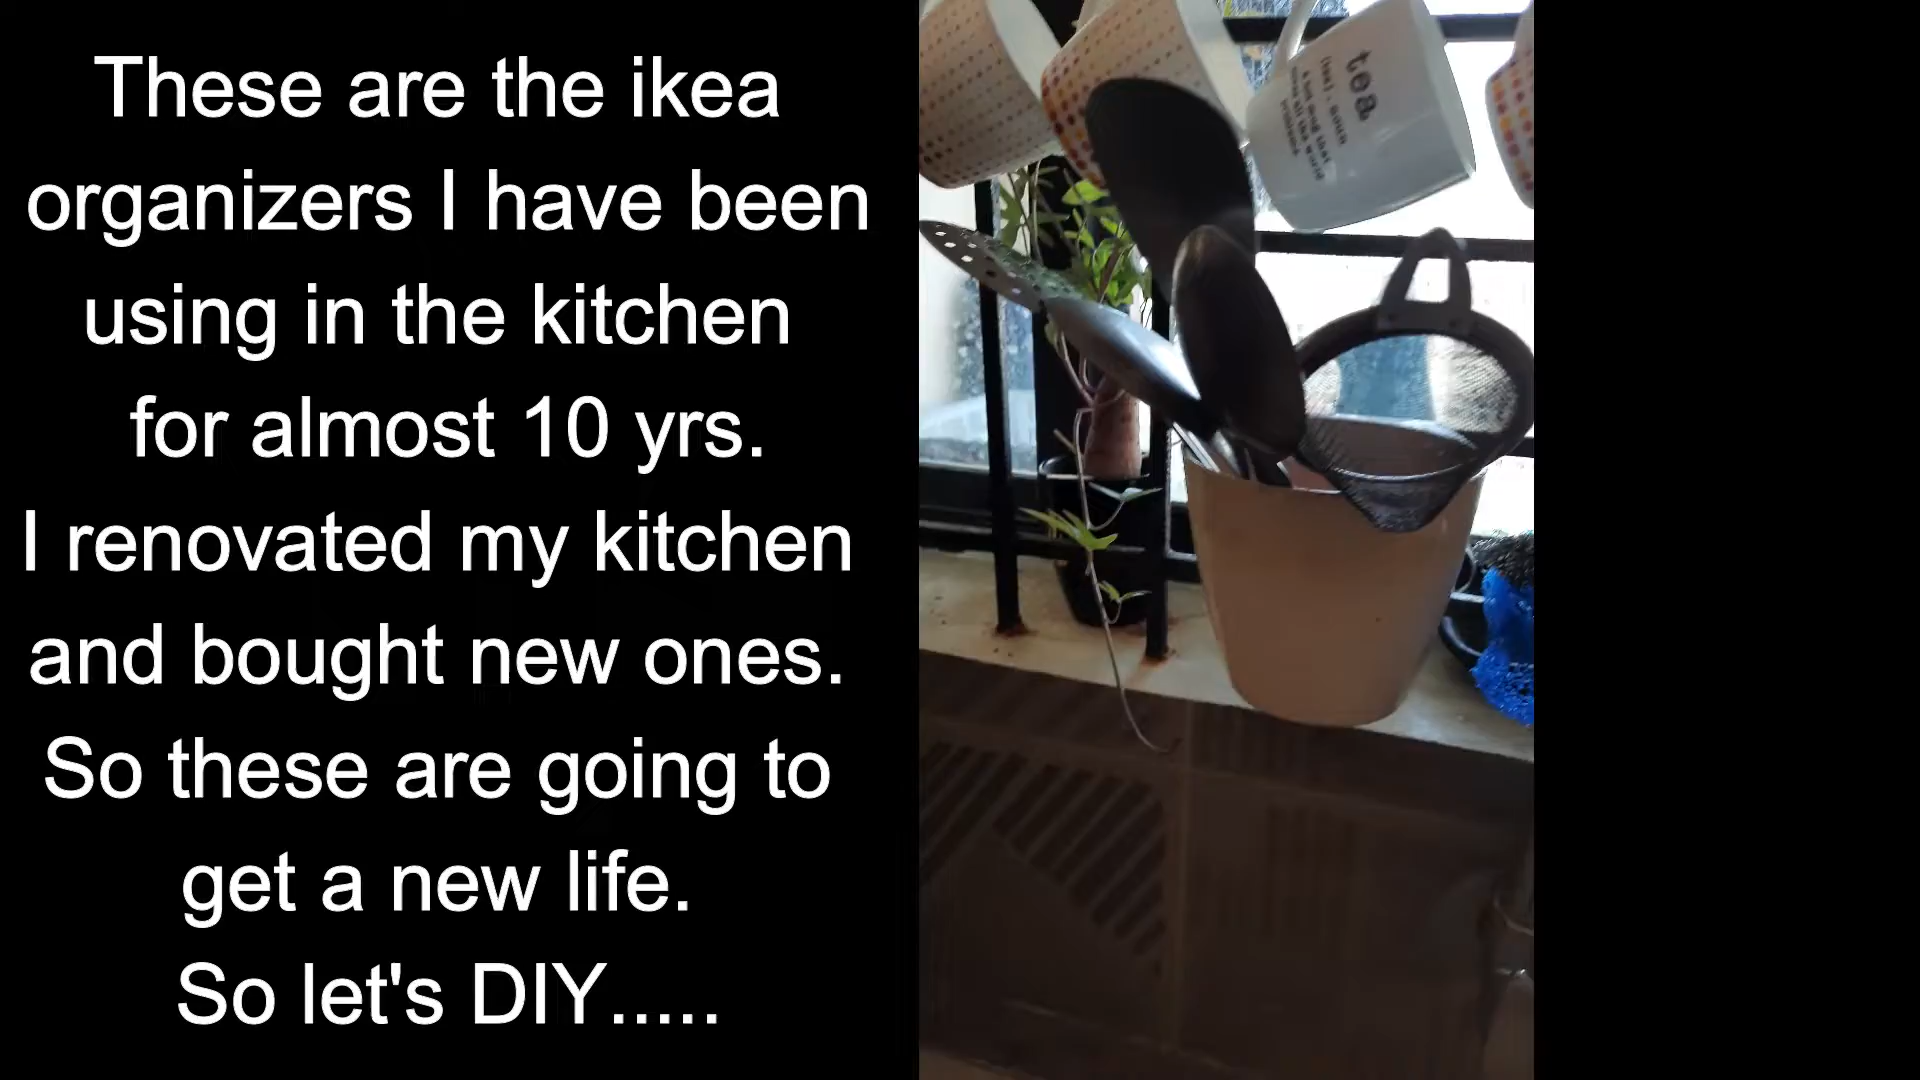 These are the ikea
organizers I have been
using in the kitchen
for almost 10 yrs.
I renovated my kitchen
and bought new ones.
So these are going to
get a new life.
So let's DIY.....
tea